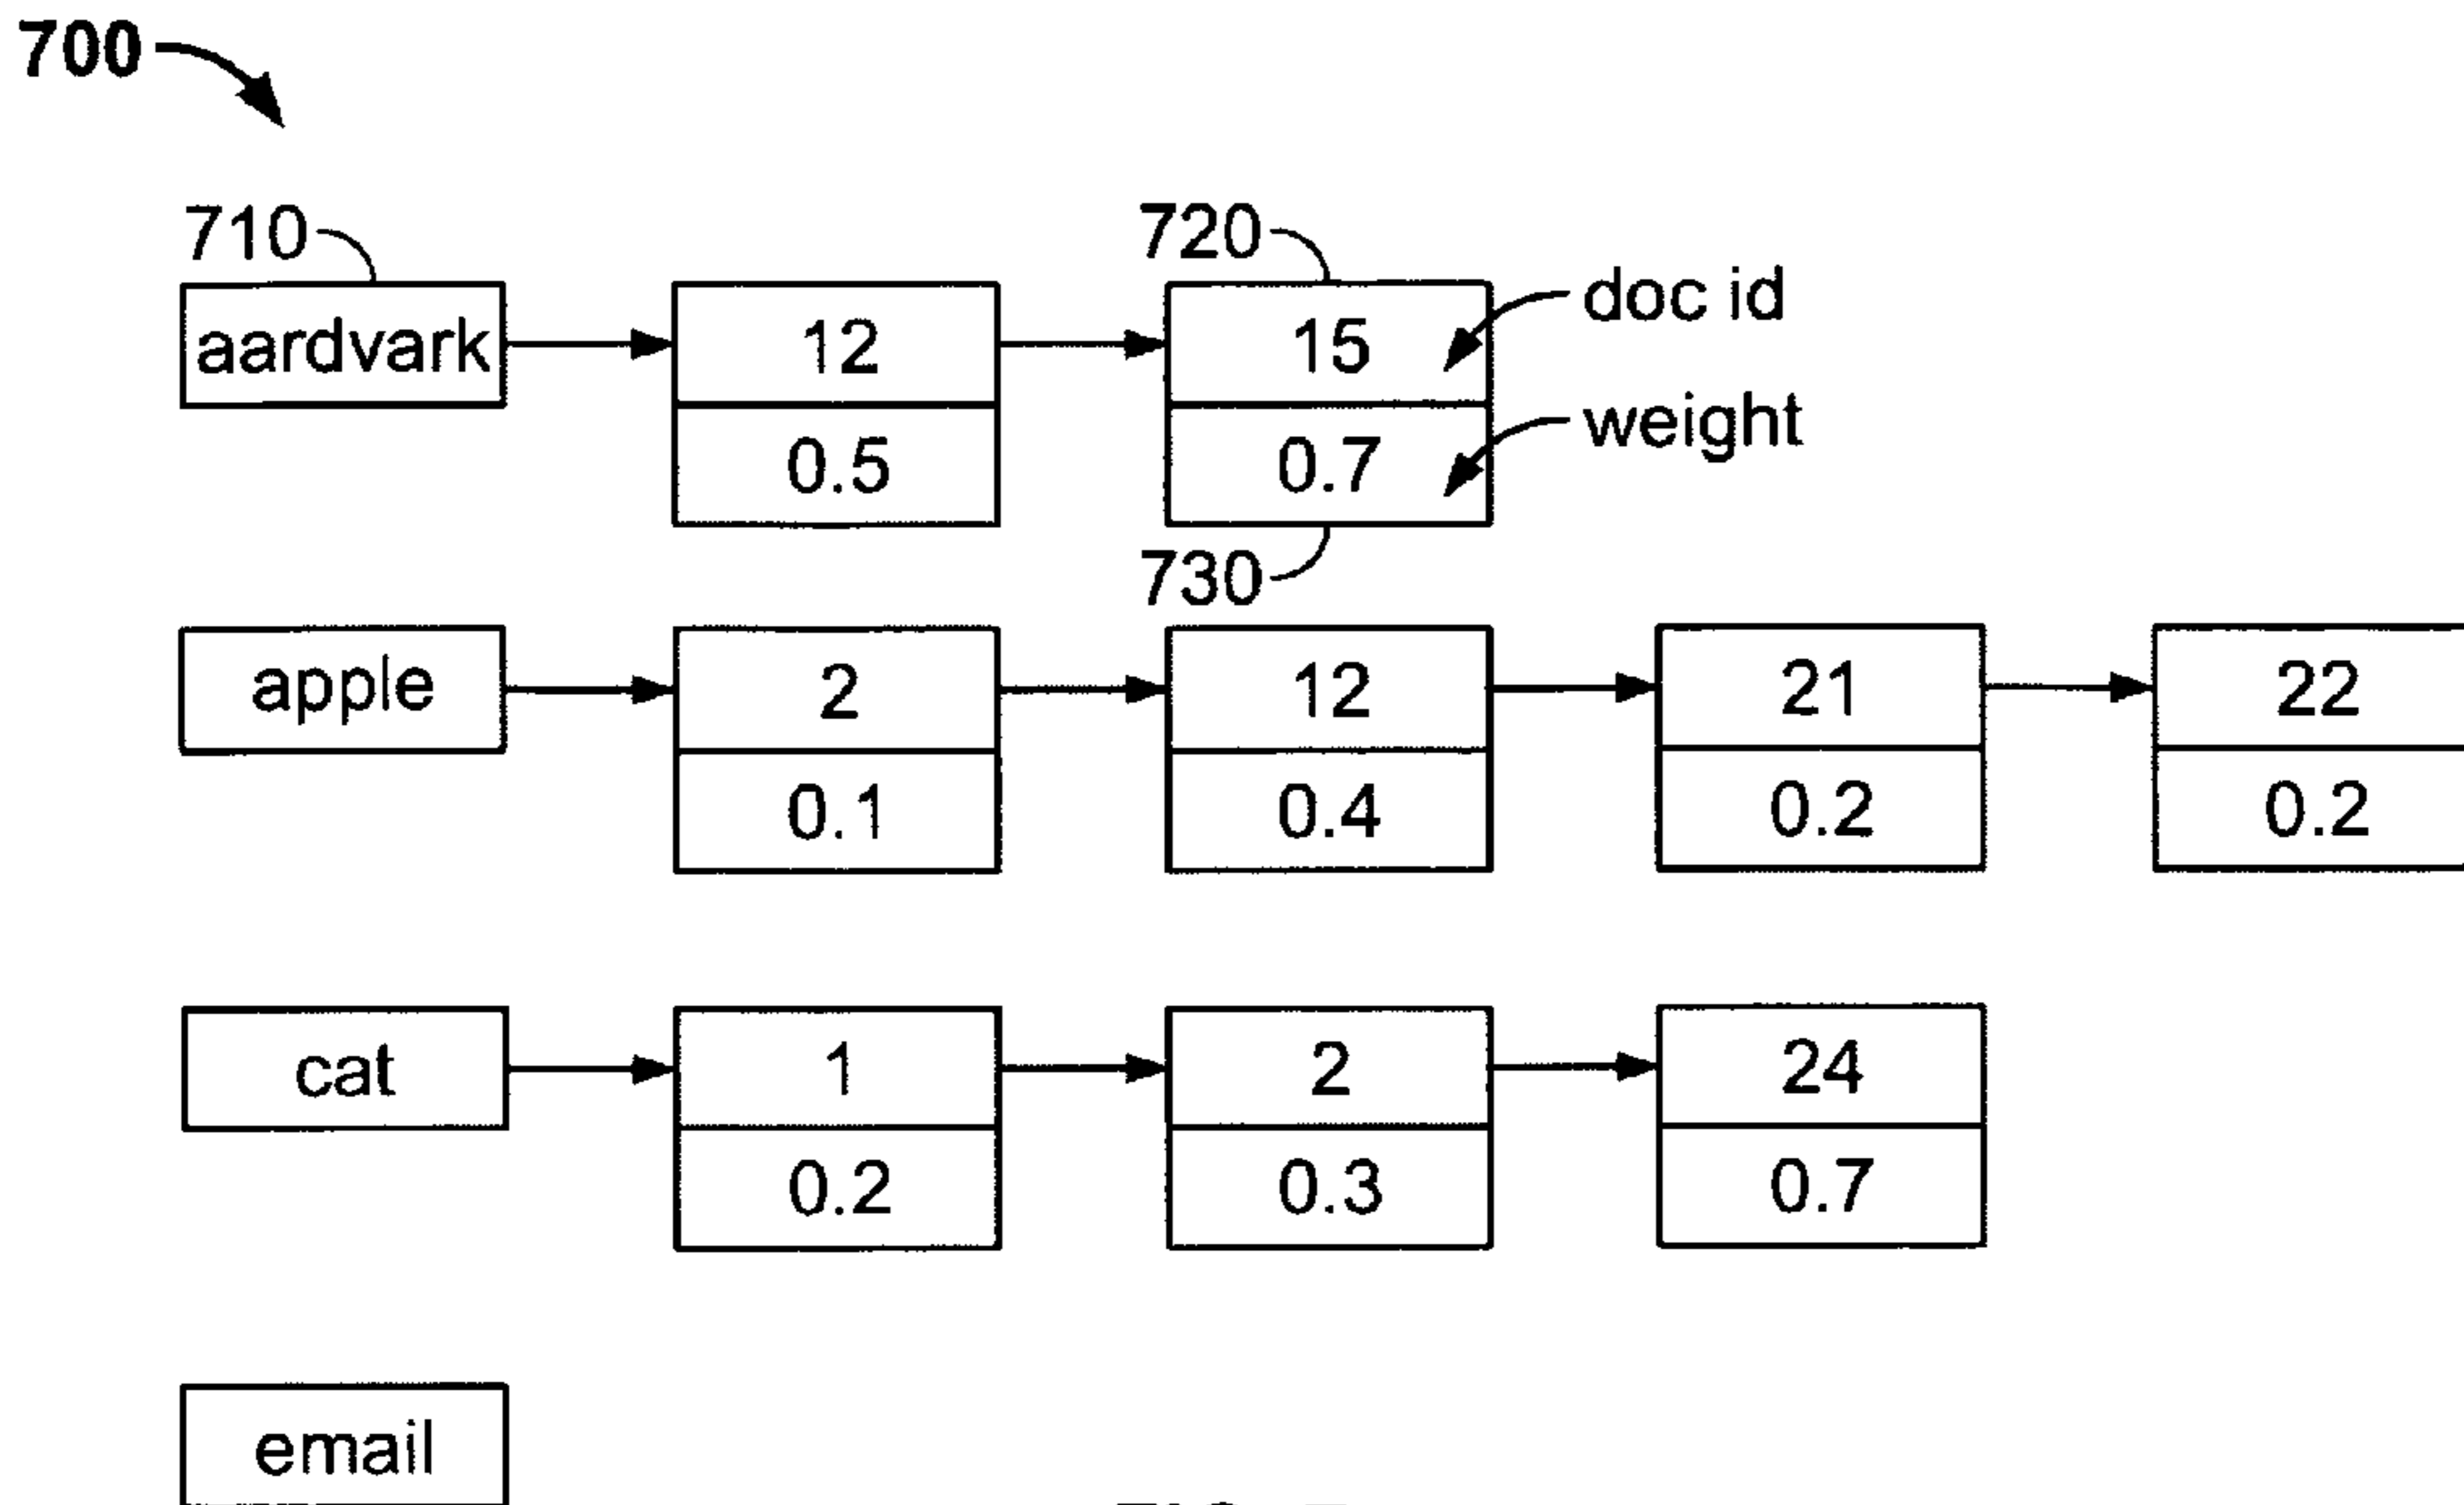 700
710 720
aardvark 12 15 doc id
0.5 0.7 weight
730
apple 2 12 21 22
0.1 0.4 0.2 0.2
cat 1 2 24
0.2 0.3 0.7
email